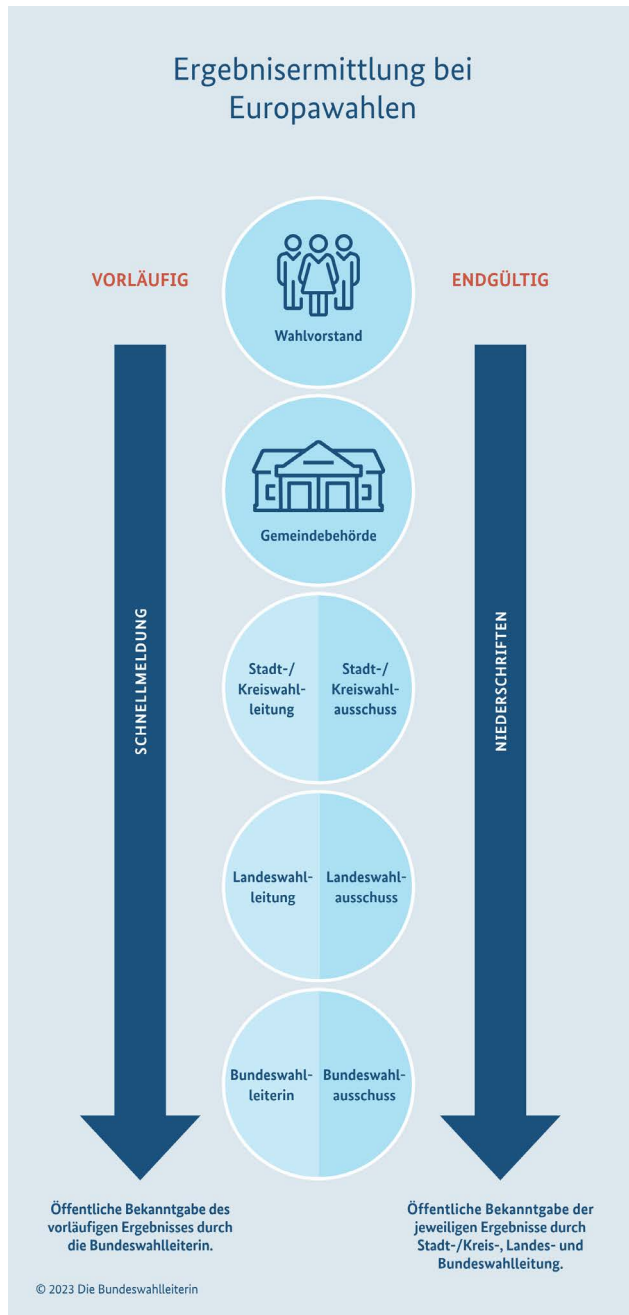 Ergebnisermittlung bei
Europawahlen
VORLÄUFIG
ENDGÜLTIG
Wahlvorstand
Gemeindebehörde
SCHNELLMELDUNG
NIEDERSCHRIFTEN
Stadt-/
Kreiswahl-
leitung
Stadt-/
Kreiswahl-
ausschuss
Landeswahl-
leitung
Landeswahl-
ausschuss
Bundeswahl-
leiterin
Bundeswahl-
ausschuss
Öffentliche Bekanntgabe des
vorläufigen Ergebnisses durch
die Bundeswahlleiterin.
Öffentliche Bekanntgabe der
jeweiligen Ergebnisse durch
Stadt-/Kreis-, Landes- und
Bundeswahlleitung.
© 2023 Die Bundeswahlleiterin